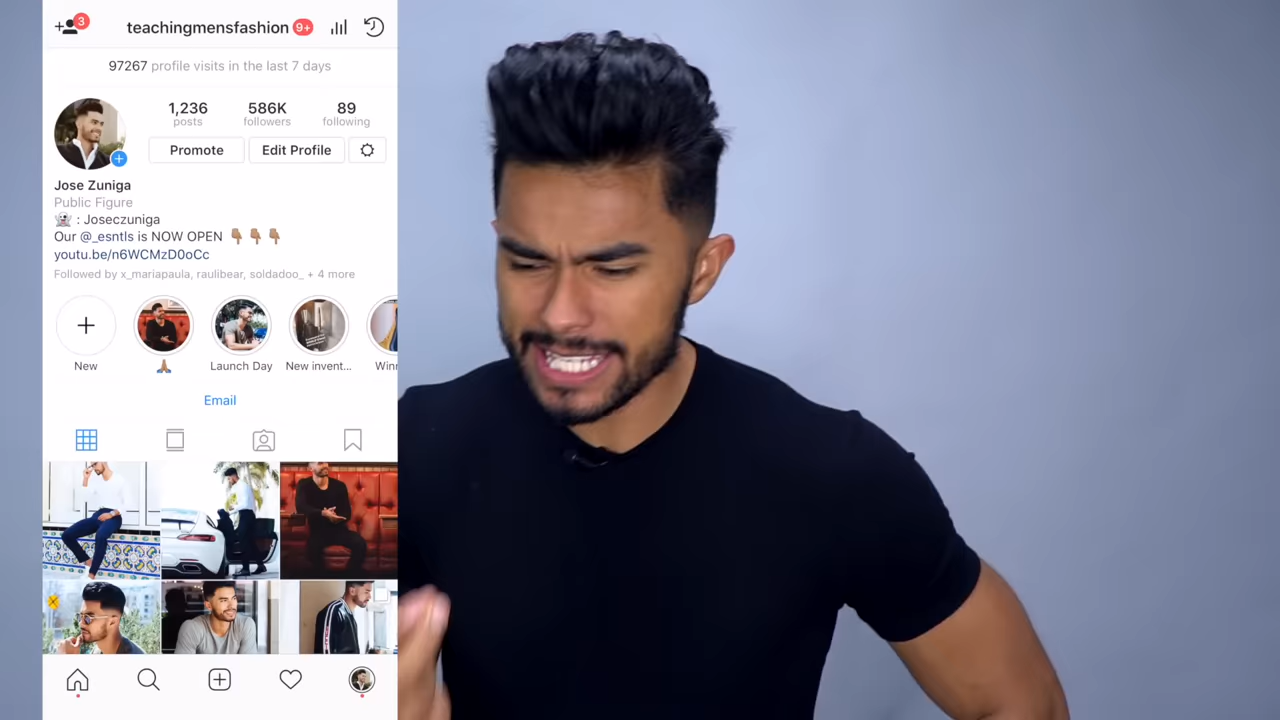 3
teachingmensfashion 9+
97267 profile visits in the last 7 days
1,236 586K 89
posts followers following
Promote Edit Profile
Jose Zuniga
Public Figure
👻 : Joseczuniga
Our @_esntls is NOW OPEN 👇🏽👇🏽👇🏽
youtu.be/n6WCMzD0oCc
Followed by x_mariapaula, raulibear, soldadoo_ + 4 more
New Launch Day New invent... Winn
Email